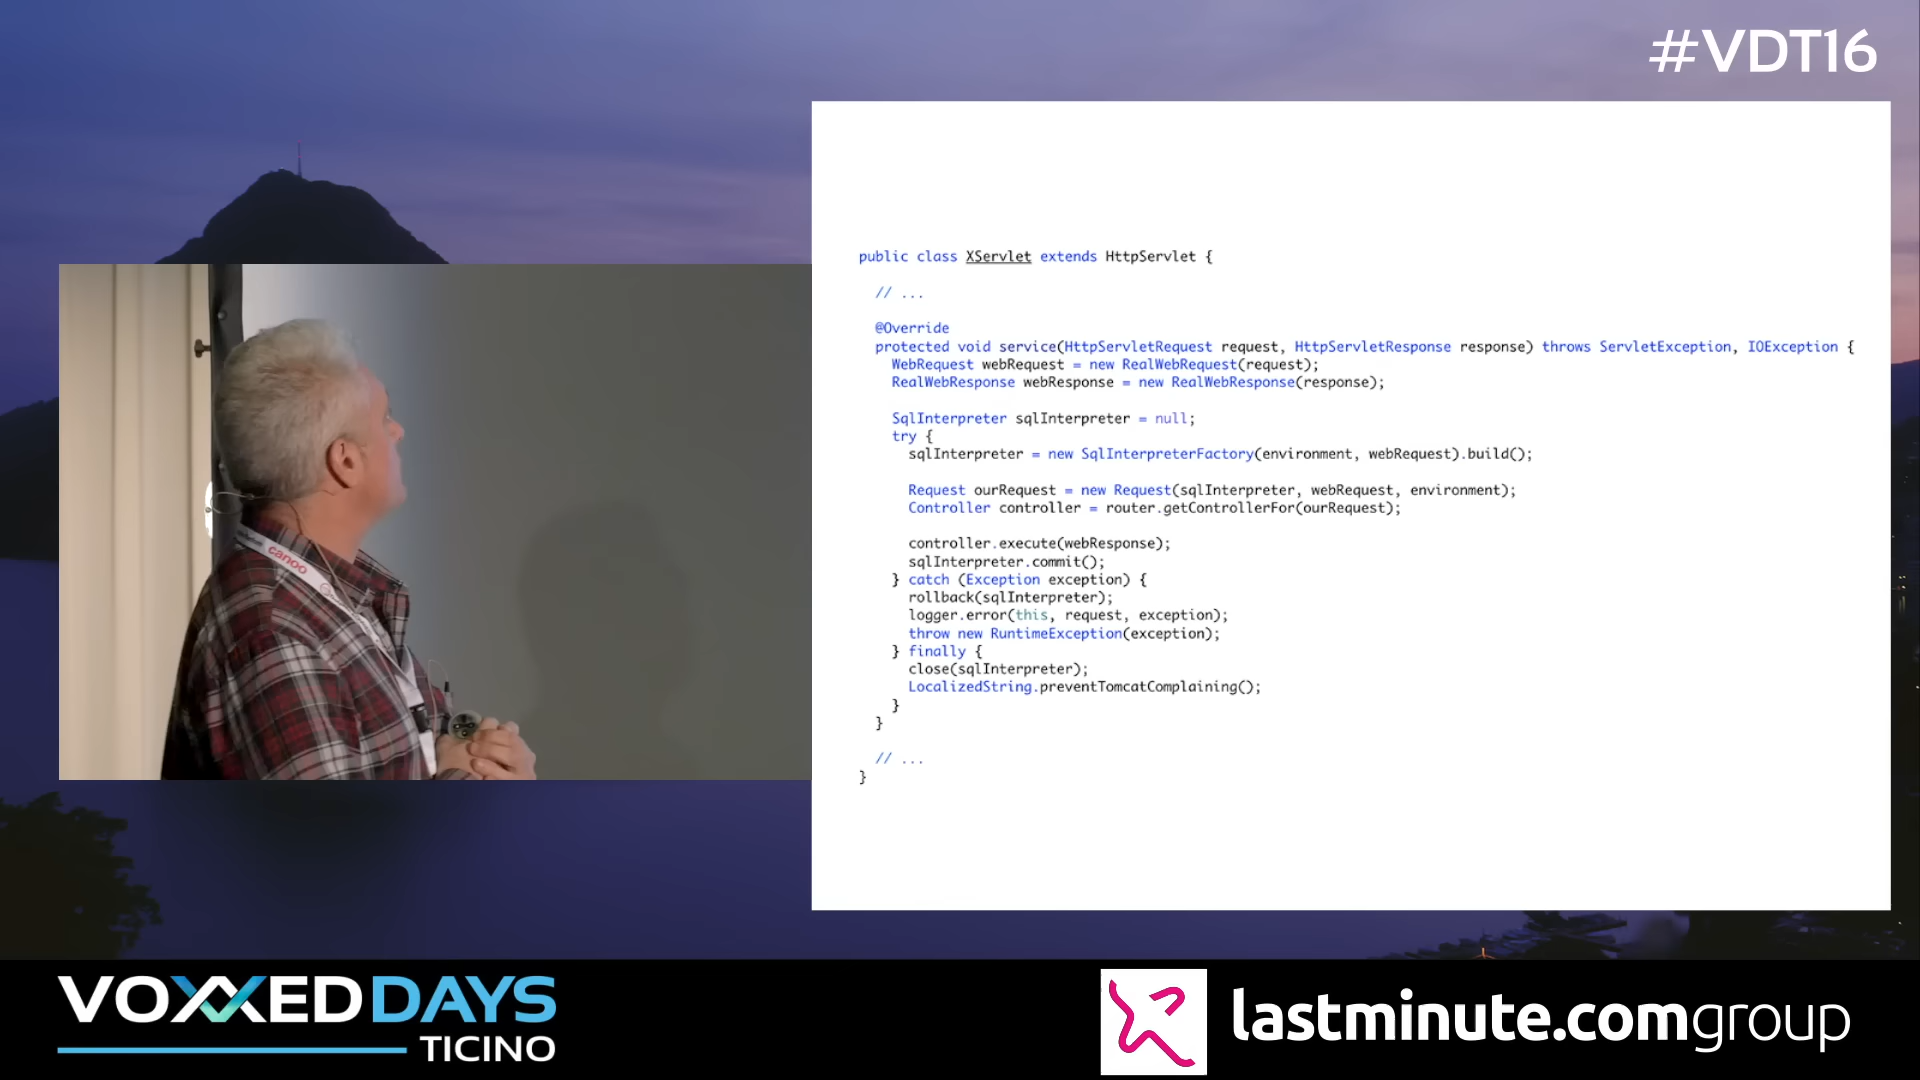 #VDT16
public class XServlet extends HttpServlet {
// ...
@Override
protected void service(HttpServletRequest request, HttpServletResponse response) throws ServletException, IOException {
WebRequest webRequest = new RealWebRequest(request);
RealWebResponse webResponse = new RealWebResponse(response);
SqlInterpreter sqlInterpreter = null;
try {
sqlInterpreter = new SqlInterpreterFactory(environment, webRequest).build();
Request ourRequest = new Request(sqlInterpreter, webRequest, environment);
Controller controller = router.getControllerFor(ourRequest);
controller.execute(webResponse);
sqlInterpreter.commit();
} catch (Exception exception) {
rollback(sqlInterpreter);
logger.error(this, request, exception);
throw new RuntimeException(exception);
} finally {
close(sqlInterpreter);
LocalizedString.preventTomcatComplaining();
}
}
// ...
}
canoo
VOXXEDDAYS
TICINO
lastminute.comgroup